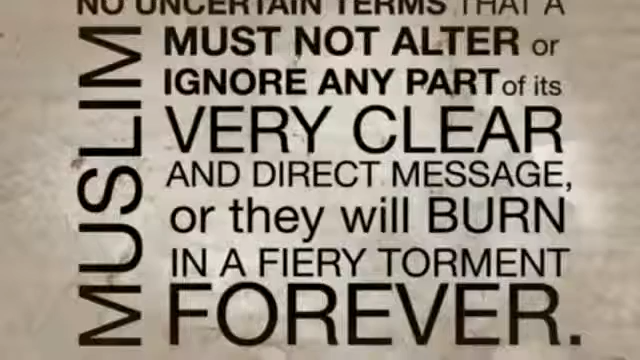 NO UNCERTAIN TERMS THAT A
MUSLIM
MUST NOT ALTER or
IGNORE ANY PART of its
VERY CLEAR
AND DIRECT MESSAGE,
or they will BURN
IN A FIERY TORMENT
FOREVER.